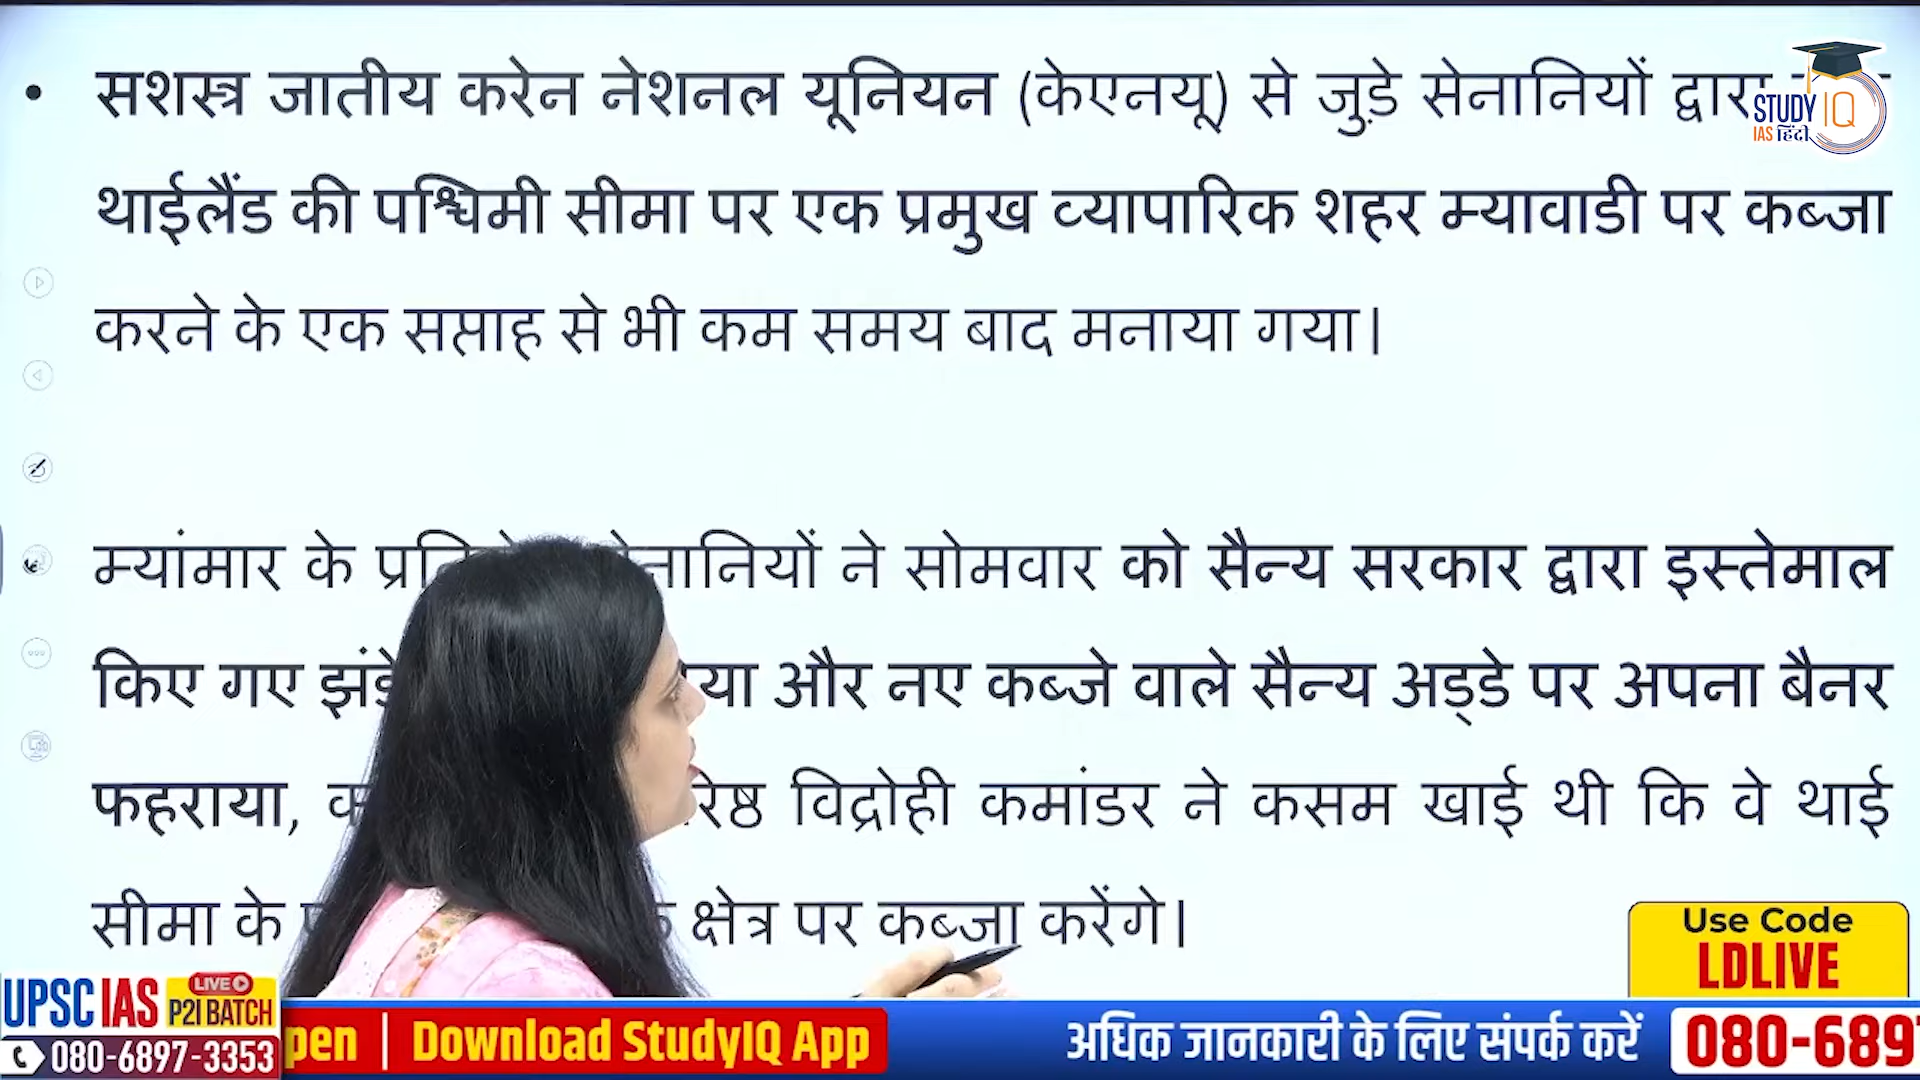 • सशस्त्र जातीय करेन नेशनल यूनियन (केएनयू) से जुड़े सेनानियों द्वारा
STUDY IQ
IAS हिंदी
थाईलैंड की पश्चिमी सीमा पर एक प्रमुख व्यापारिक शहर म्यावाडी पर कब्जा
करने के एक सप्ताह से भी कम समय बाद मनाया गया।
म्यांमार के ने सोमवार को सैन्य सरकार द्वारा इस्तेमाल
किए गए और नए कब्जे वाले सैन्य अड्डे पर अपना बैनर
फहराया, विद्रोही कमांडर ने कसम खाई थी कि वे थाई
सीमा के क्षेत्र पर कब्जा करेंगे।
Use Code
LDLIVE
UPSC IAS LIVE P2I BATCH
080-6897-3353
Download StudyIQ App
अधिक जानकारी के लिए संपर्क करें
080-689